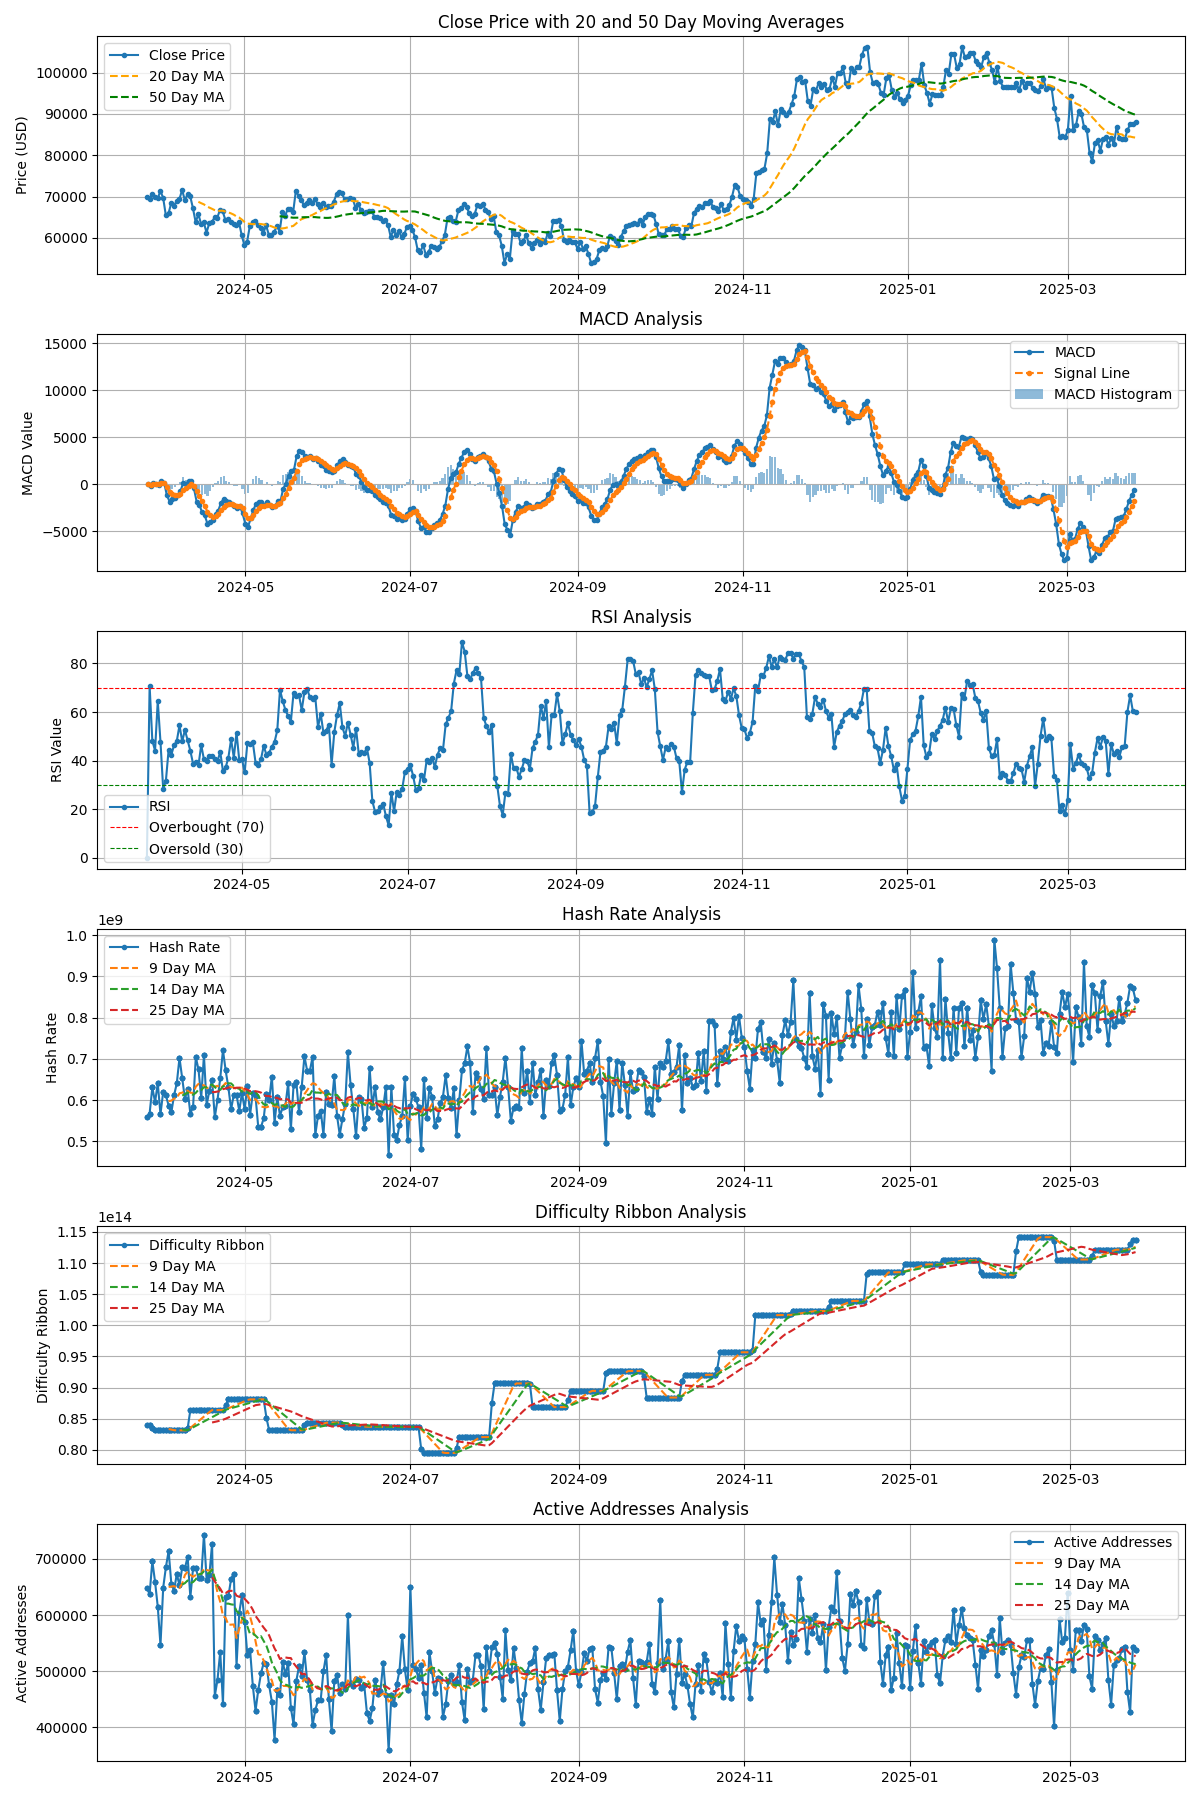 Close Price with 20 and 50 Day Moving Averages
Price (USD)
100000
90000
80000
70000
60000
Close Price
20 Day MA
50 Day MA
2024-05 2024-07 2024-09 2024-11 2025-01 2025-03
MACD Analysis
MACD Value
15000
10000
5000
0
−5000
MACD
Signal Line
MACD Histogram
2024-05 2024-07 2024-09 2024-11 2025-01 2025-03
RSI Analysis
RSI Value
80
60
40
20
0
RSI
Overbought (70)
Oversold (30)
2024-05 2024-07 2024-09 2024-11 2025-01 2025-03
Hash Rate Analysis
1e9
Hash Rate
1.0
0.9
0.8
0.7
0.6
0.5
Hash Rate
9 Day MA
14 Day MA
25 Day MA
2024-05 2024-07 2024-09 2024-11 2025-01 2025-03
Difficulty Ribbon Analysis
1e14
Difficulty Ribbon
1.15
1.10
1.05
1.00
0.95
0.90
0.85
0.80
Difficulty Ribbon
9 Day MA
14 Day MA
25 Day MA
2024-05 2024-07 2024-09 2024-11 2025-01 2025-03
Active Addresses Analysis
Active Addresses
700000
600000
500000
400000
Active Addresses
9 Day MA
14 Day MA
25 Day MA
2024-05 2024-07 2024-09 2024-11 2025-01 2025-03